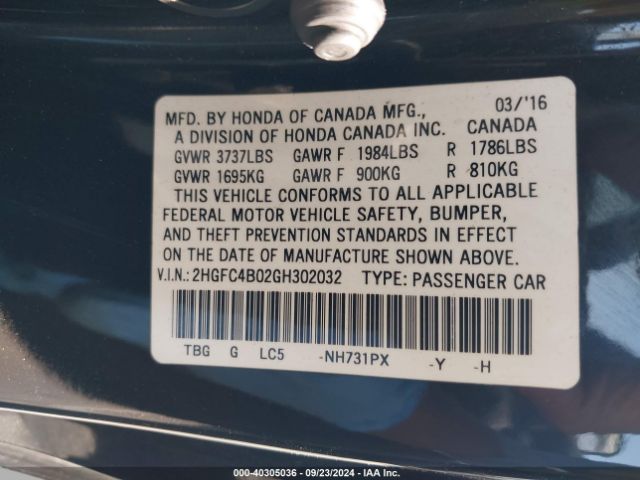 MFD. BY HONDA OF CANADA MFG., 03/'16
A DIVISION OF HONDA CANADA INC. CANADA
GVWR 3737LBS GAWR F 1984LBS R 1786LBS
GVWR 1695KG GAWR F 900KG R 810KG
THIS VEHICLE CONFORMS TO ALL APPLICABLE
FEDERAL MOTOR VEHICLE SAFETY, BUMPER,
AND THEFT PREVENTION STANDARDS IN EFFECT
ON THE DATE OF MANUFACTURE SHOWN ABOVE.
V.I.N.: 2HGFC4B02GH302032 TYPE: PASSENGER CAR
TBG G LC5 -NH731PX -Y -H
000-40305036 - 09/23/2024 - IAA Inc.